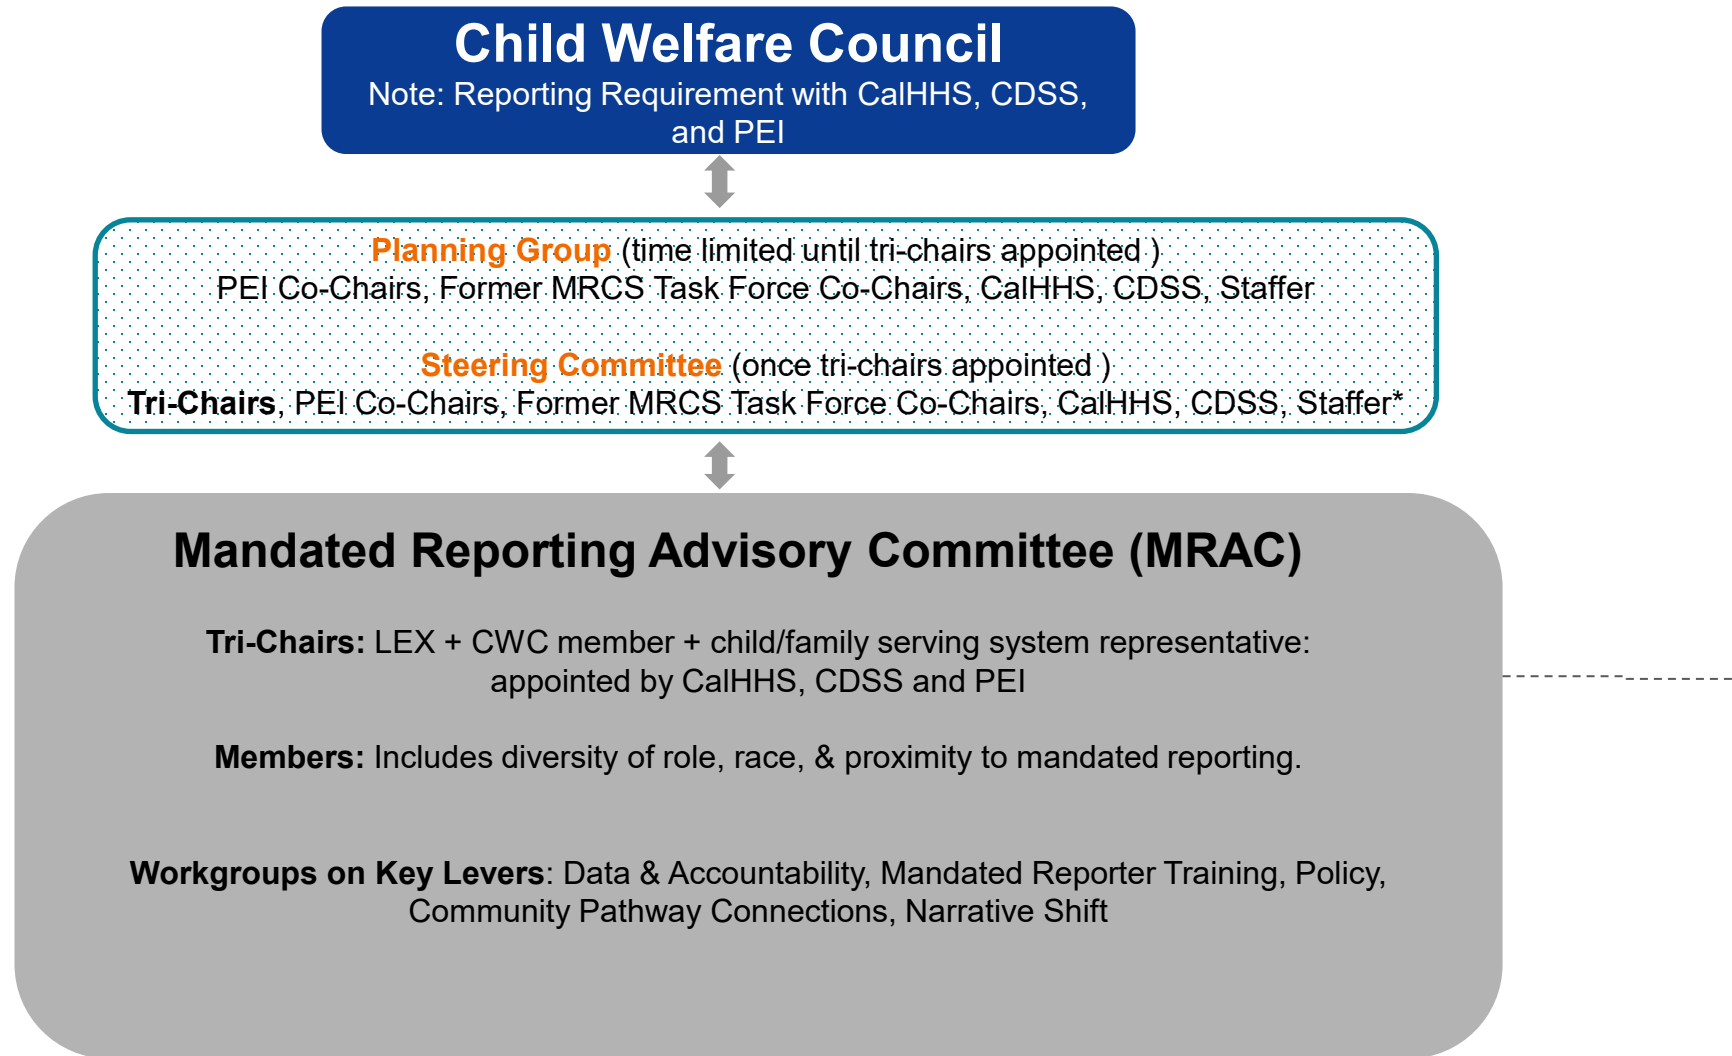 Child Welfare Council
Note: Reporting Requirement with CalHHS, CDSS,
and PEI
Planning Group (time limited until tri-chairs appointed )
PEI Co-Chairs, Former MRCS Task Force Co-Chairs, CalHHS, CDSS, Staffer
Steering Committee (once tri-chairs appointed )
Tri-Chairs, PEI Co-Chairs, Former MRCS Task Force Co-Chairs, CalHHS, CDSS, Staffer*
Mandated Reporting Advisory Committee (MRAC)
Tri-Chairs: LEX + CWC member + child/family serving system representative:
appointed by CalHHS, CDSS and PEI
Members: Includes diversity of role, race, & proximity to mandated reporting.
Workgroups on Key Levers: Data & Accountability, Mandated Reporter Training, Policy,
Community Pathway Connections, Narrative Shift